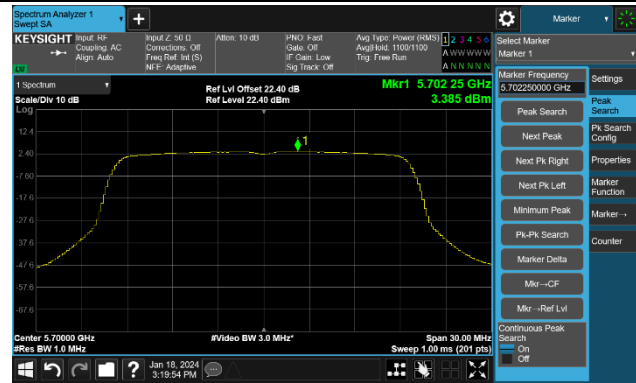 Spectrum Analyzer 1
Swept SA
+
Marker
KEYSIGHT Input: RF
Coupling: AC
Align: Auto
Input Z: 50 Ω
Corrections: Off
Freq Ref: Int (S)
NFE: Adaptive
Atten: 10 dB
PNO: Fast
Gate: Off
IF Gain: Low
Sig Track: Off
Avg Type: Power (RMS)
Avg|Hold: 1100/1100
Trig: Free Run
1 2 3 4 5 6
A W W W W W
A N N N N N
LVI
1 Spectrum
Scale/Div 10 dB
Log
Ref Lvl Offset 22.40 dB
Ref Level 22.40 dBm
Mkr1 5.702 25 GHz
3.385 dBm
1
12.4
2.40
-7.60
-17.6
-27.6
-37.6
-47.6
-57.6
-67.6
Center 5.70000 GHz
#Res BW 1.0 MHz
#Video BW 3.0 MHz*
Span 30.00 MHz
Sweep 1.00 ms (201 pts)
Select Marker
Marker 1
Marker Frequency
5.702250000 GHz
Peak Search
Next Peak
Next Pk Right
Next Pk Left
Minimum Peak
Pk-Pk Search
Marker Delta
Mkr→CF
Mkr→Ref Lvl
Continuous Peak
Search
On
Off
Settings
Peak
Search
Pk Search
Config
Properties
Marker
Function
Marker→
Counter
?
Jan 18, 2024
3:19:54 PM